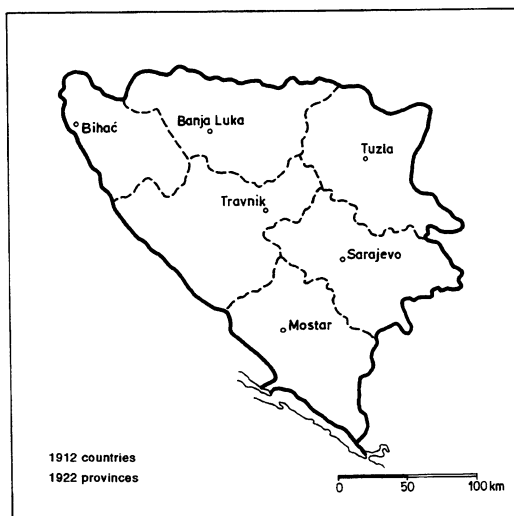 Bihać
Banja Luka
Tuzla
Travnik
Sarajevo
Mostar
1912 countries
1922 provinces
0 50 100 km